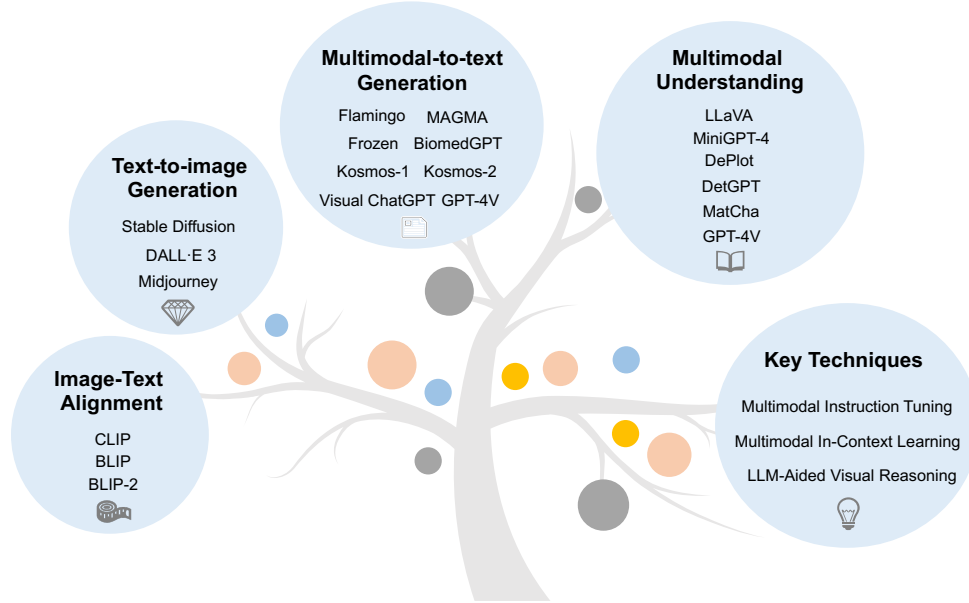 Multimodal-to-text
Generation
Flamingo MAGMA
Frozen BiomedGPT
Kosmos-1 Kosmos-2
Visual ChatGPT GPT-4V
Multimodal
Understanding
LLaVA
MiniGPT-4
DePlot
DetGPT
MatCha
GPT-4V
Text-to-image
Generation
Stable Diffusion
DALL·E 3
Midjourney
Image-Text
Alignment
CLIP
BLIP
BLIP-2
Key Techniques
Multimodal Instruction Tuning
Multimodal In-Context Learning
LLM-Aided Visual Reasoning